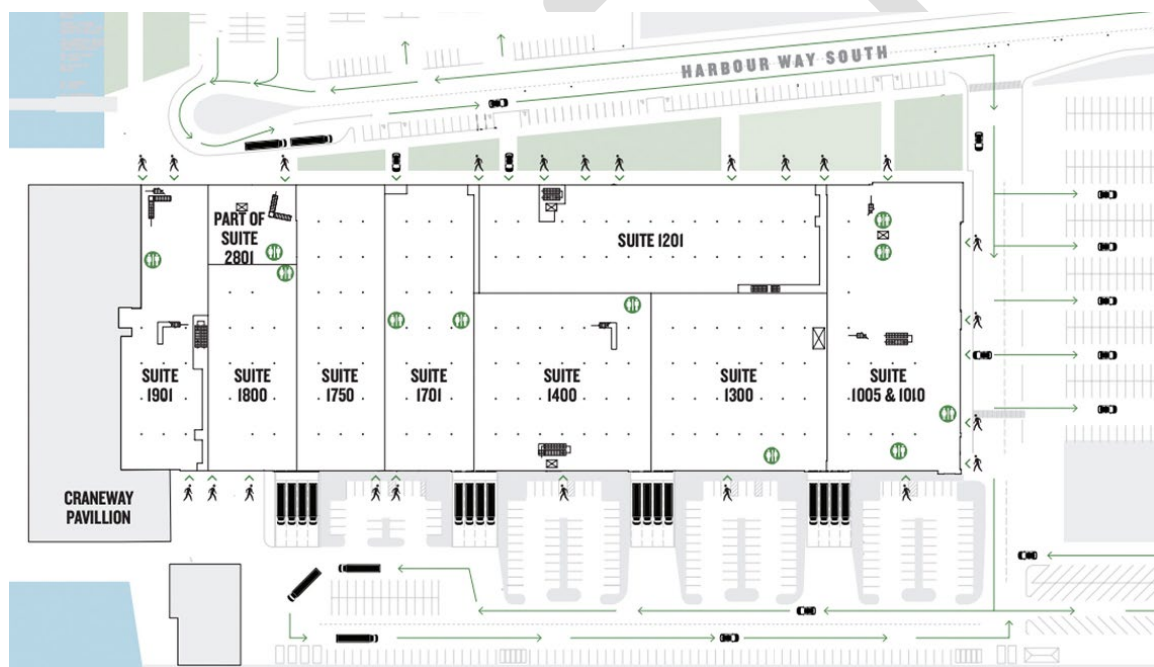 HARBOUR WAY SOUTH
PART OF
SUITE
2801
SUITE 1201
SUITE
1901
SUITE
1800
SUITE
1750
SUITE
1701
SUITE
1400
SUITE
1300
SUITE
1005 & 1010
CRANEWAY
PAVILLION